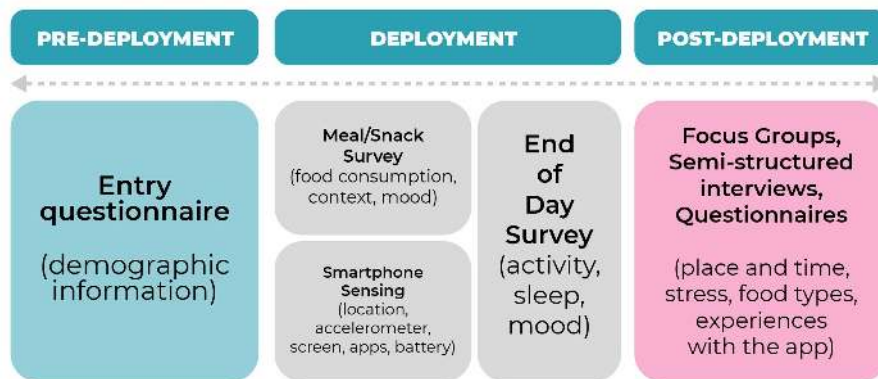 PRE-DEPLOYMENT
DEPLOYMENT
POST-DEPLOYMENT
Entry
questionnaire
(demographic
information)
Meal/Snack
Survey
(food consumption,
context, mood)
Smartphone
Sensing
(location,
accelerometer,
screen, apps, battery)
End
of
Day
Survey
(activity,
sleep,
mood)
Focus Groups,
Semi-structured
interviews,
Questionnaires
(place and time,
stress, food types,
experiences
with the app)